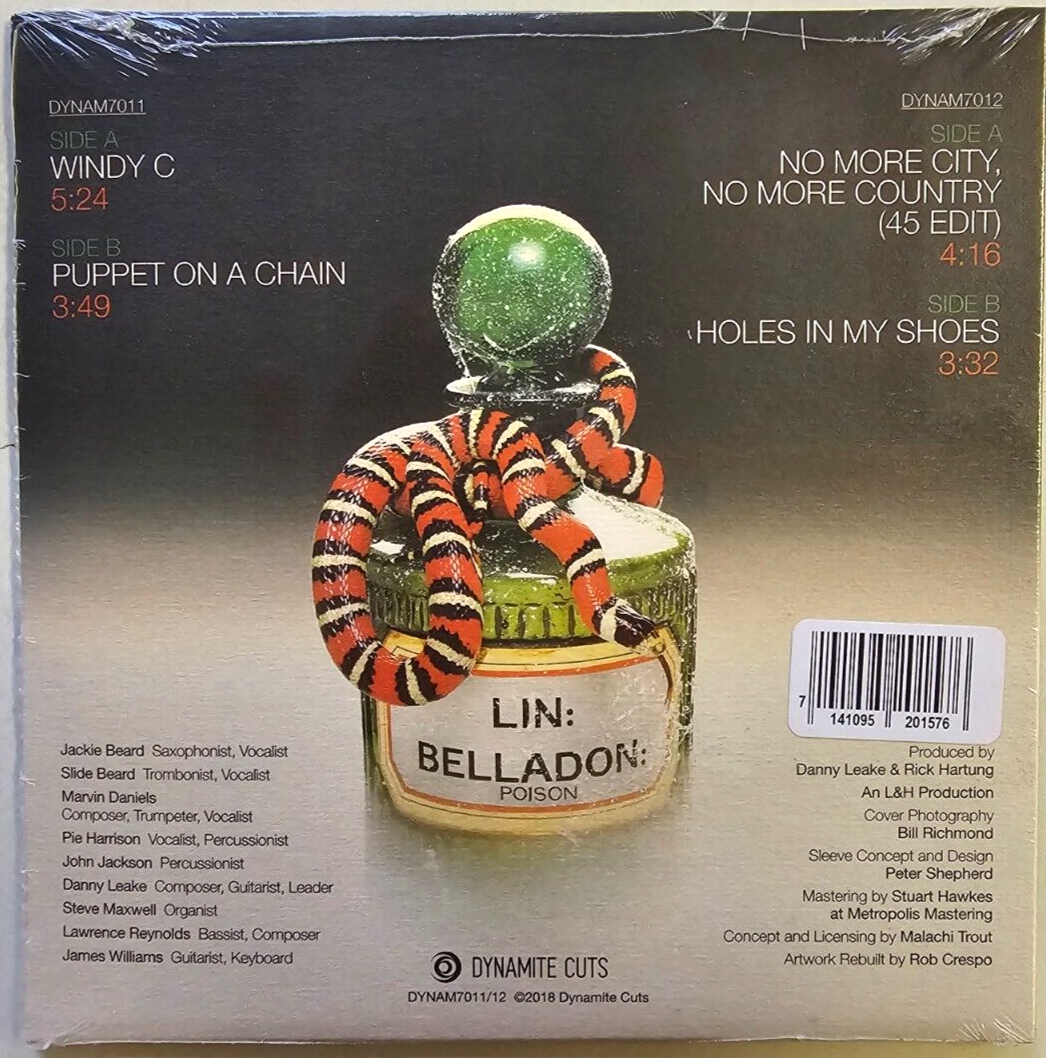 DYNAM7011
SIDE A
WINDY C
5:24
SIDE B
PUPPET ON A CHAIN
3:49
DYNAM7012
SIDE A
NO MORE CITY,
NO MORE COUNTRY
(45 EDIT)
4:16
SIDE B
HOLES IN MY SHOES
3:32
LIN:
BELLADON:
POISON
7 141095 201576
Jackie Beard Saxophonist, Vocalist
Slide Beard Trombonist, Vocalist
Marvin Daniels
Composer, Trumpeter, Vocalist
Pie Harrison Vocalist, Percussionist
John Jackson Percussionist
Danny Leake Composer, Guitarist, Leader
Steve Maxwell Organist
Lawrence Reynolds Bassist, Composer
James Williams Guitarist, Keyboard
Produced by
Danny Leake & Rick Hartung
An L&H Production
Cover Photography
Bill Richmond
Sleeve Concept and Design
Peter Shepherd
Mastering by Stuart Hawkes
at Metropolis Mastering
Concept and Licensing by Malachi Trout
Artwork Rebuilt by Rob Crespo
DYNAMITE CUTS
DYNAM7011/12 ©2018 Dynamite Cuts